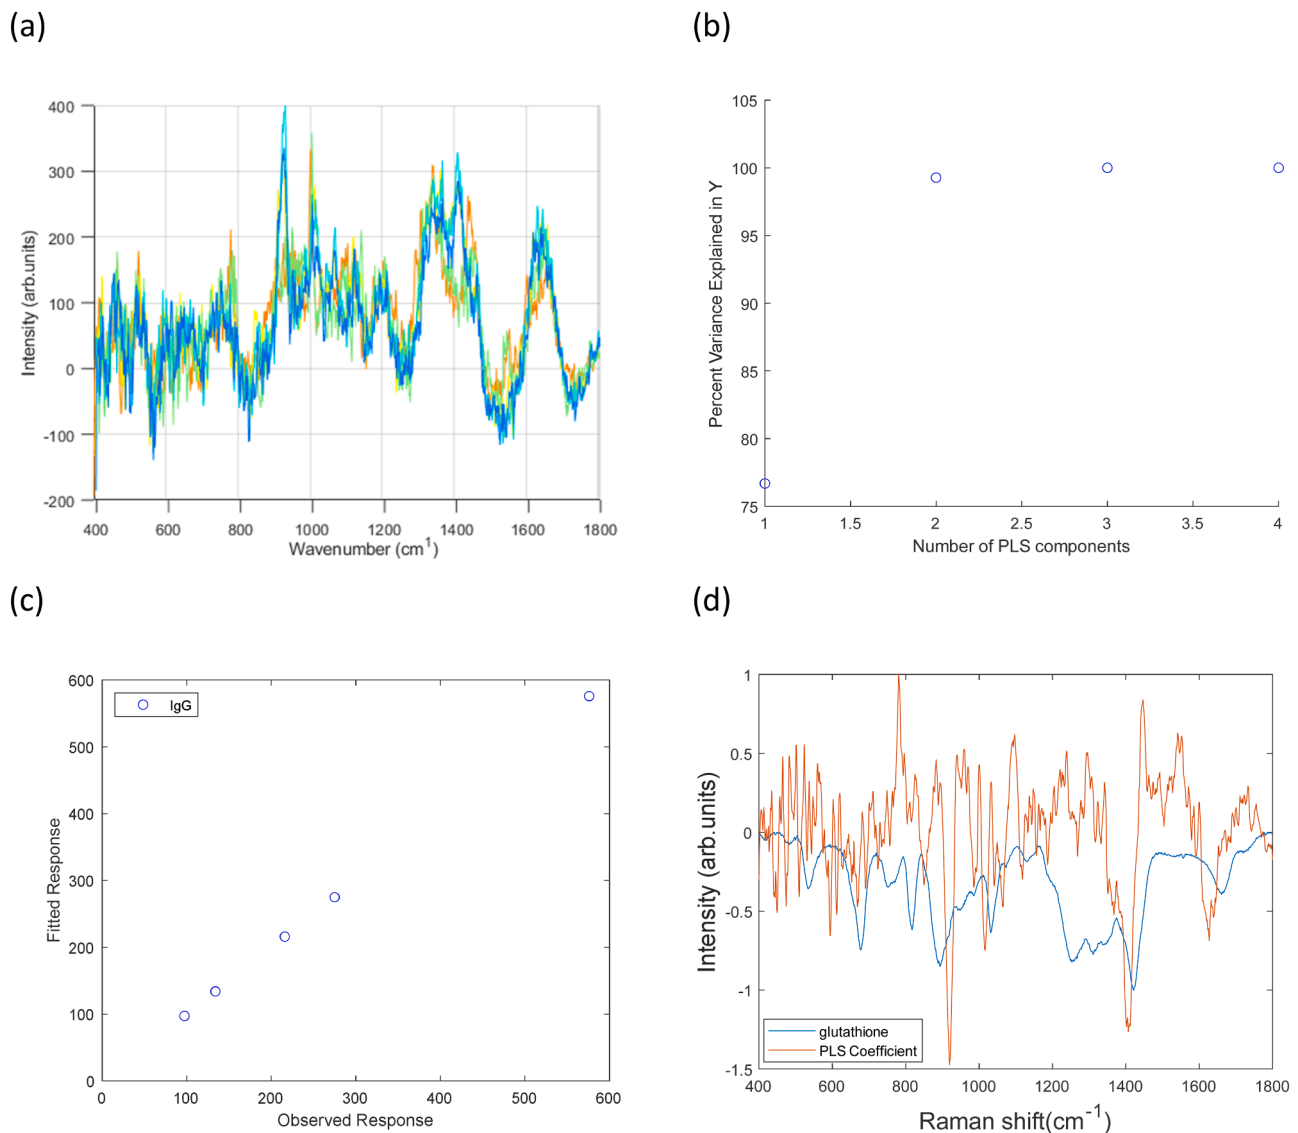 (a)
(b)
400
300
200
100
0
-100
-200
Intensity (arb.units)
400 600 800 1000 1200 1400 1600 1800
Wavenumber (cm-1)
105
100
95
90
85
80
75
Percent Variance Explained in Y
1 1.5 2 2.5 3 3.5 4
Number of PLS components
(c)
(d)
600
500
400
300
200
100
0
Fitted Response
IgG
0 100 200 300 400 500 600
Observed Response
1
0.5
0
-0.5
-1
-1.5
Intensity (arb.units)
glutathione
PLS Coefficient
400 600 800 1000 1200 1400 1600 1800
Raman shift(cm-1)